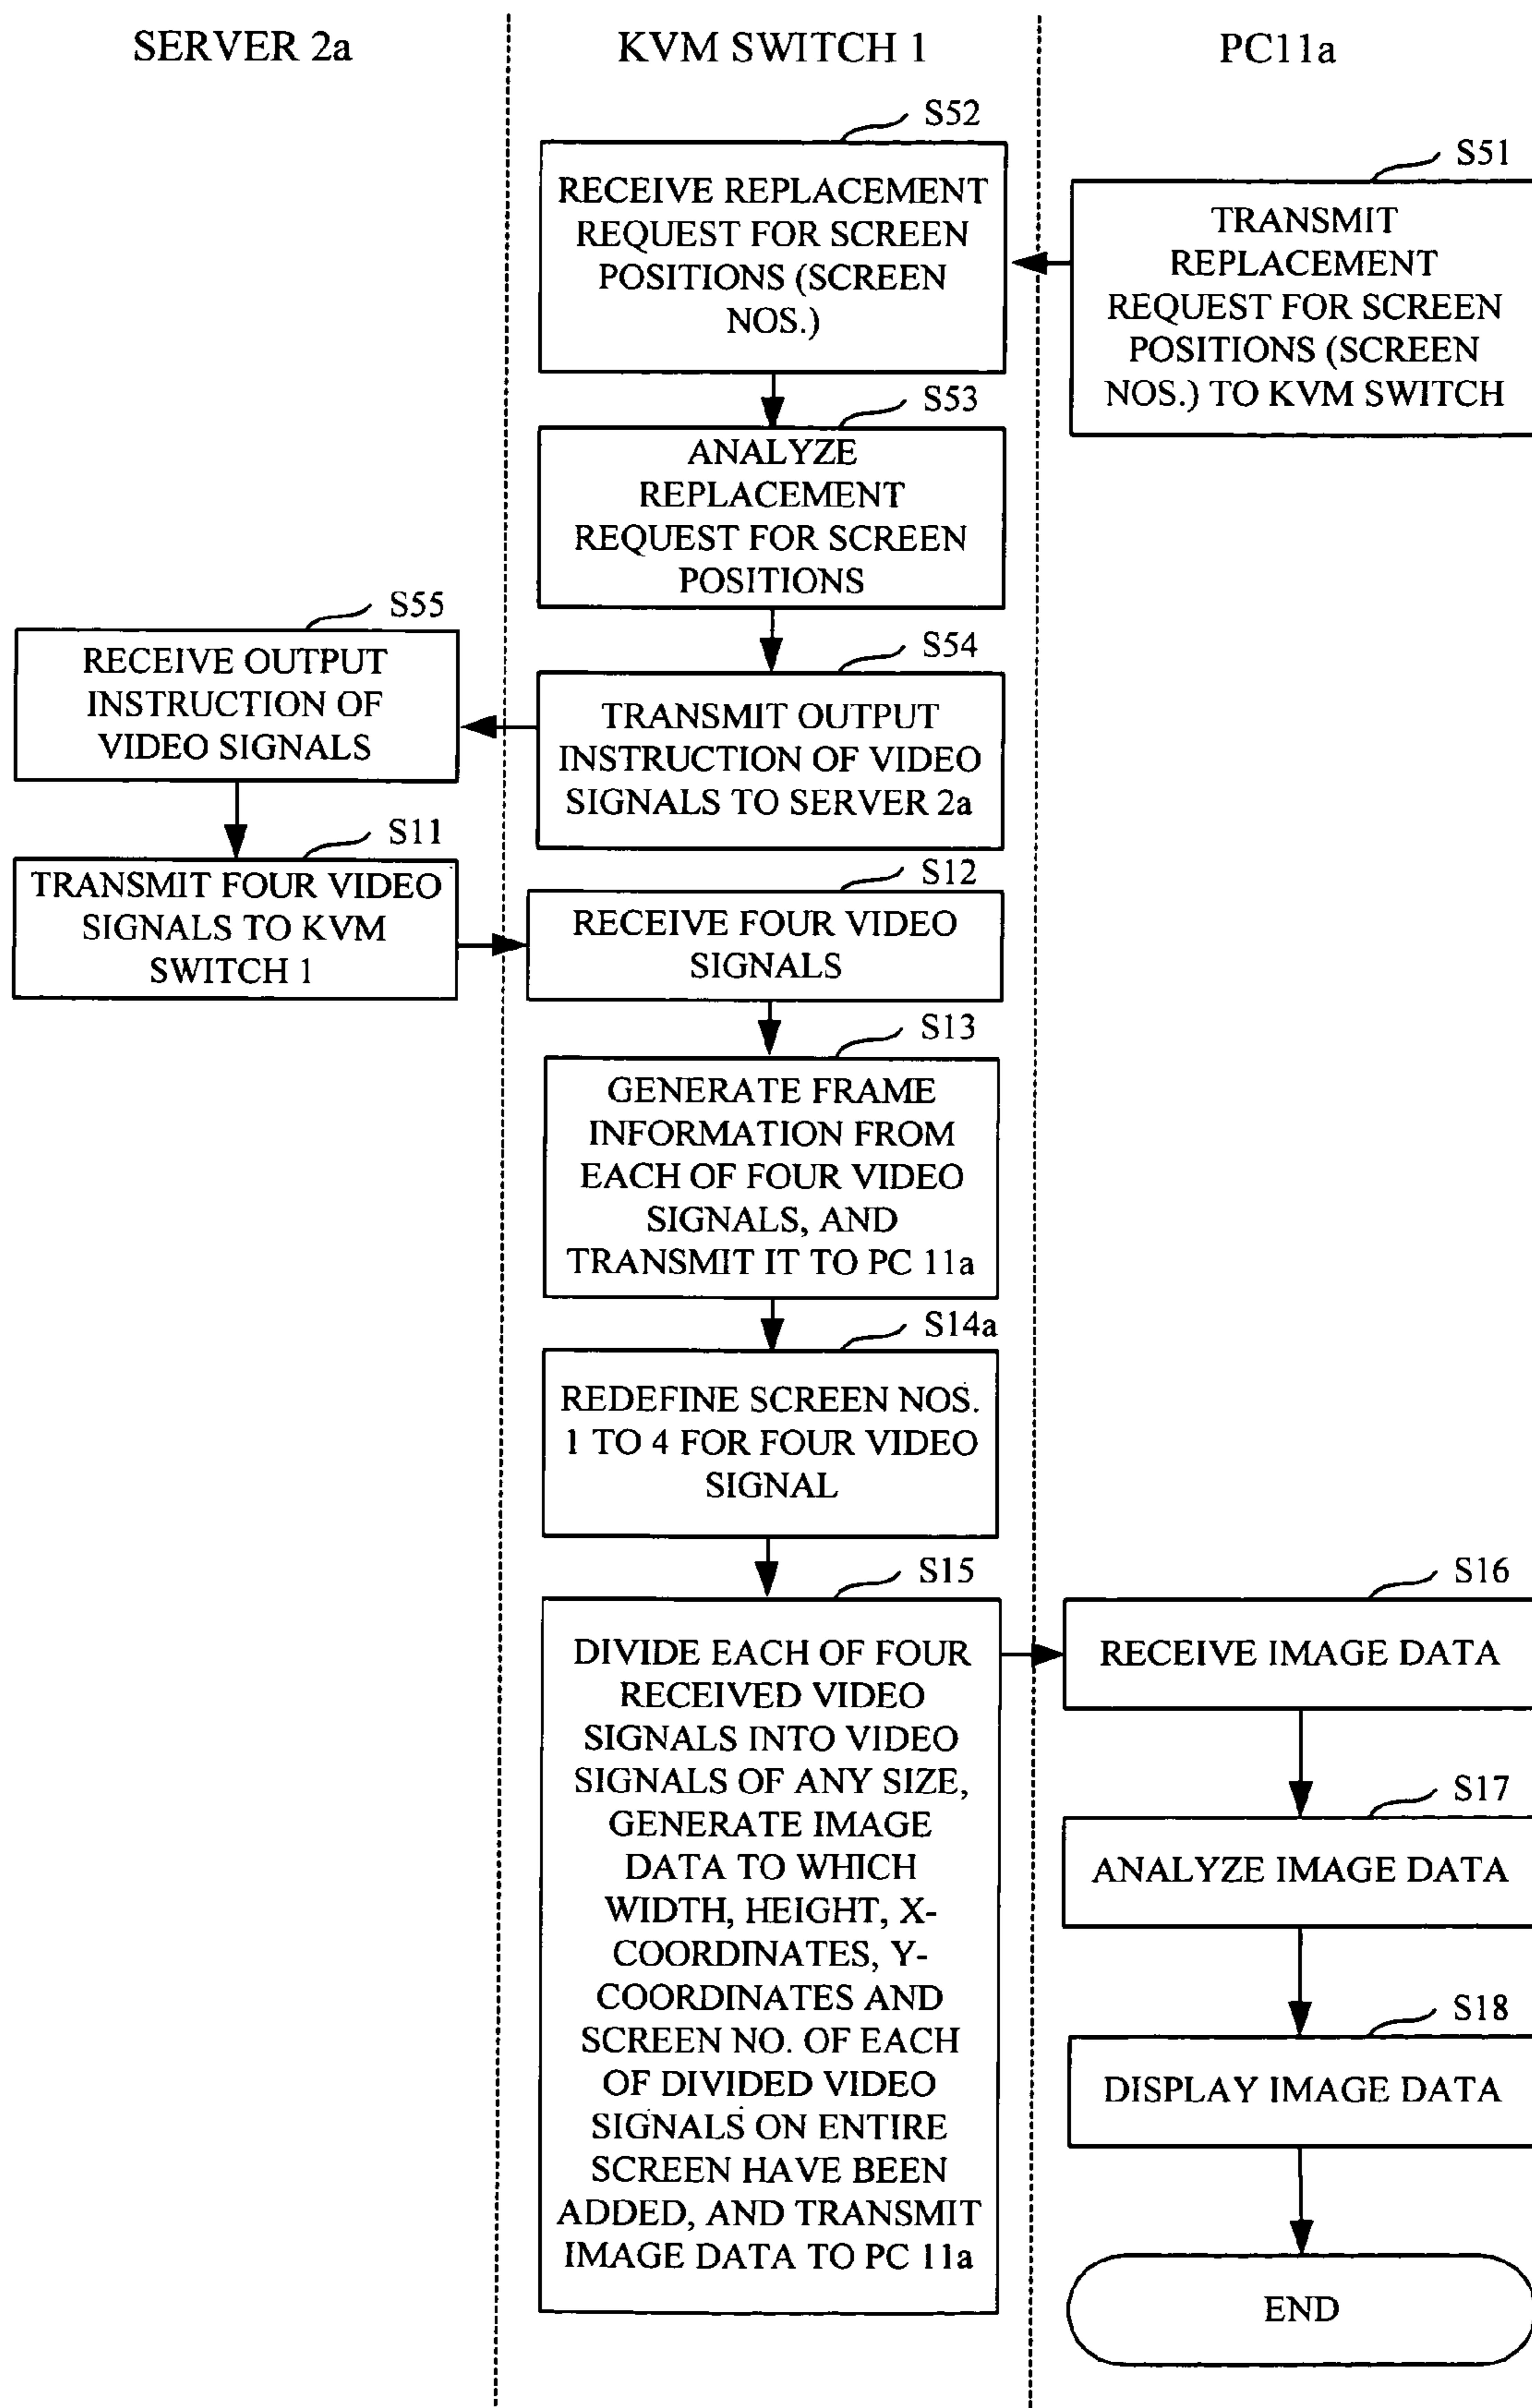 SERVER 2a
KVM SWITCH 1
PC11a
S52
RECEIVE REPLACEMENT
REQUEST FOR SCREEN
POSITIONS (SCREEN
NOS.)
S51
TRANSMIT
REPLACEMENT
REQUEST FOR SCREEN
POSITIONS (SCREEN
NOS.) TO KVM SWITCH
S53
ANALYZE
REPLACEMENT
REQUEST FOR SCREEN
POSITIONS
S54
TRANSMIT OUTPUT
INSTRUCTION OF VIDEO
SIGNALS TO SERVER 2a
S55
RECEIVE OUTPUT
INSTRUCTION OF
VIDEO SIGNALS
S11
TRANSMIT FOUR VIDEO
SIGNALS TO KVM
SWITCH 1
S12
RECEIVE FOUR VIDEO
SIGNALS
S13
GENERATE FRAME
INFORMATION FROM
EACH OF FOUR VIDEO
SIGNALS, AND
TRANSMIT IT TO PC 11a
S14a
REDEFINE SCREEN NOS.
1 TO 4 FOR FOUR VIDEO
SIGNAL
S15
DIVIDE EACH OF FOUR
RECEIVED VIDEO
SIGNALS INTO VIDEO
SIGNALS OF ANY SIZE,
GENERATE IMAGE
DATA TO WHICH
WIDTH, HEIGHT, X-
COORDINATES, Y-
COORDINATES AND
SCREEN NO. OF EACH
OF DIVIDED VIDEO
SIGNALS ON ENTIRE
SCREEN HAVE BEEN
ADDED, AND TRANSMIT
IMAGE DATA TO PC 11a
S16
RECEIVE IMAGE DATA
S17
ANALYZE IMAGE DATA
S18
DISPLAY IMAGE DATA
END